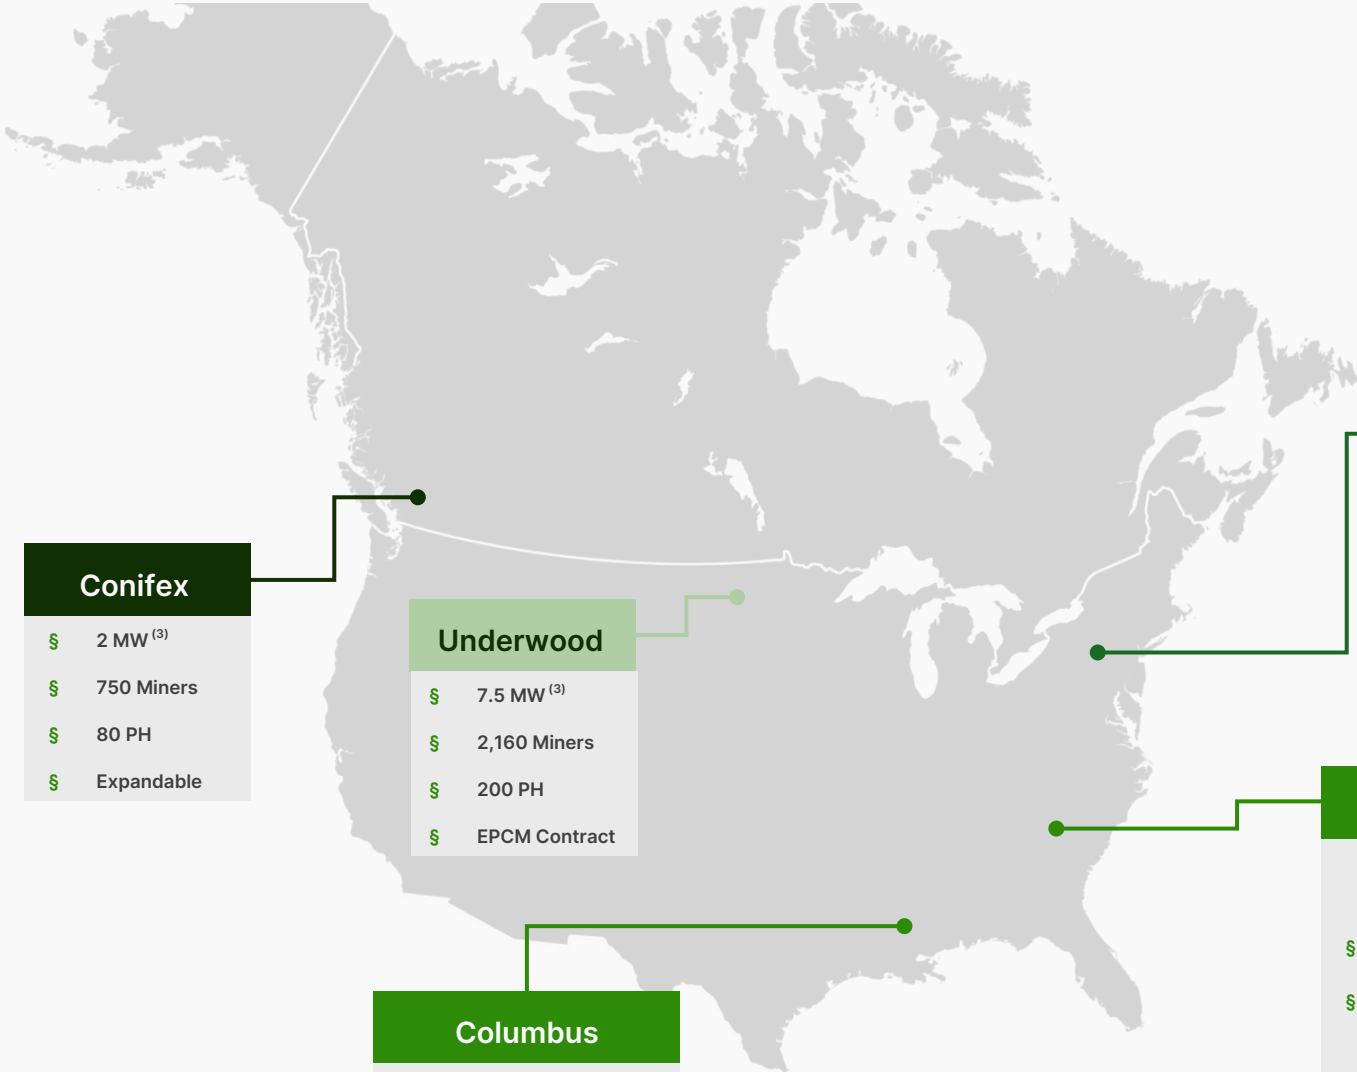 Conifex
§ 2 MW (3)
§ 750 Miners
§ 80 PH
§ Expandable
Underwood
§ 7.5 MW (3)
§ 2,160 Miners
§ 200 PH
§ EPCM Contract
Columbus
§
§